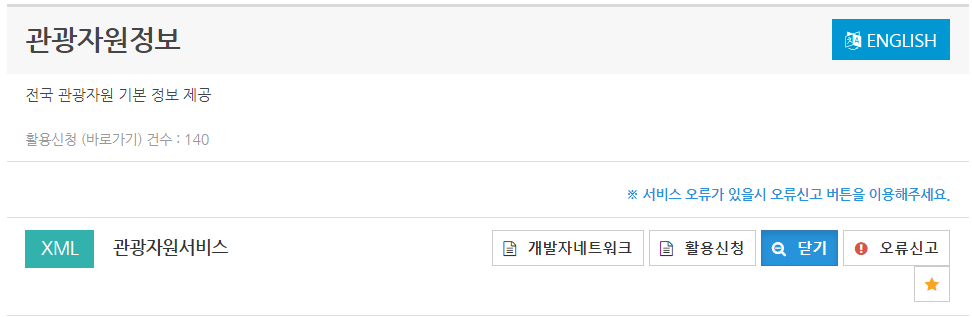 관광자원정보
ENGLISH
전국 관광자원 기본 정보 제공
활용신청 (바로가기) 건수 : 140
※ 서비스 오류가 있을시 오류신고 버튼을 이용해주세요.
XML 관광자원서비스 개발자네트워크 활용신청 닫기 오류신고